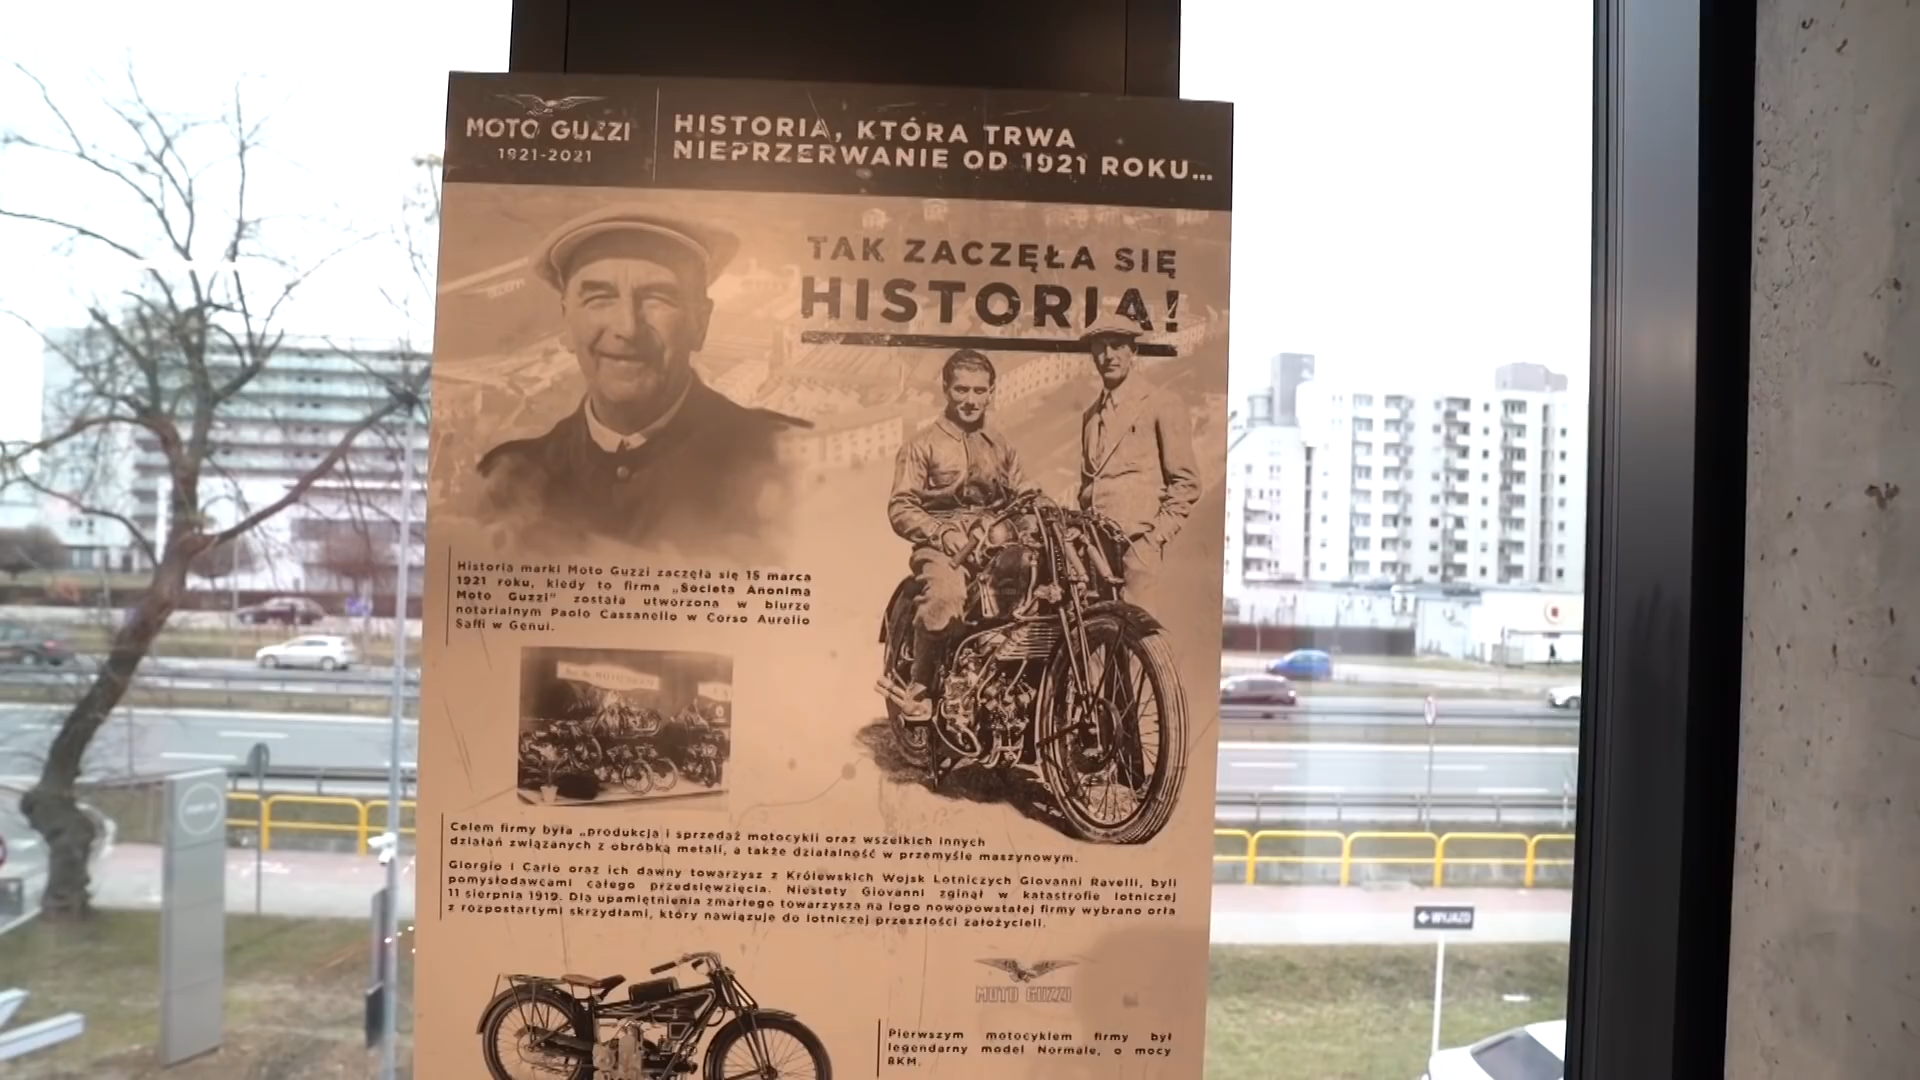 MOTO GUZZI
1921-2021
HISTORIA, KTÓRA TRWA
NIEPRZERWANIE OD 1921 ROKU...
TAK ZACZĘŁA SIĘ
HISTORIA!
Historia marki Moto Guzzi zaczęła się 15 marca
1921 roku, kiedy to firma „Societa Anonima
Moto Guzzi” została utworzona w biurze
notarialnym Paolo Cassanello w Corso Aurelio
Saffi w Genui.
Celem firmy była „produkcja i sprzedaż motocykli oraz wszelkich innych
działań związanych z obróbką metali, a także działalność w przemyśle maszynowym.
Giorgio i Carlo oraz ich dawny towarzysz z Królewskich Wojsk Lotniczych Giovanni Ravelli, byli
pomysłodawcami całego przedsięwzięcia. Niestety Giovanni zginął w katastrofie lotniczej
11 sierpnia 1919. Dla upamiętnienia zmarłego towarzysza na logo nowopowstałej firmy wybrano orła
z rozpostartymi skrzydłami, który nawiązuje do lotniczej przeszłości założycieli.
MOTO GUZZI
Pierwszym motocyklem firmy był
legendarny model Normale, o mocy
8KM.
WYJAZD